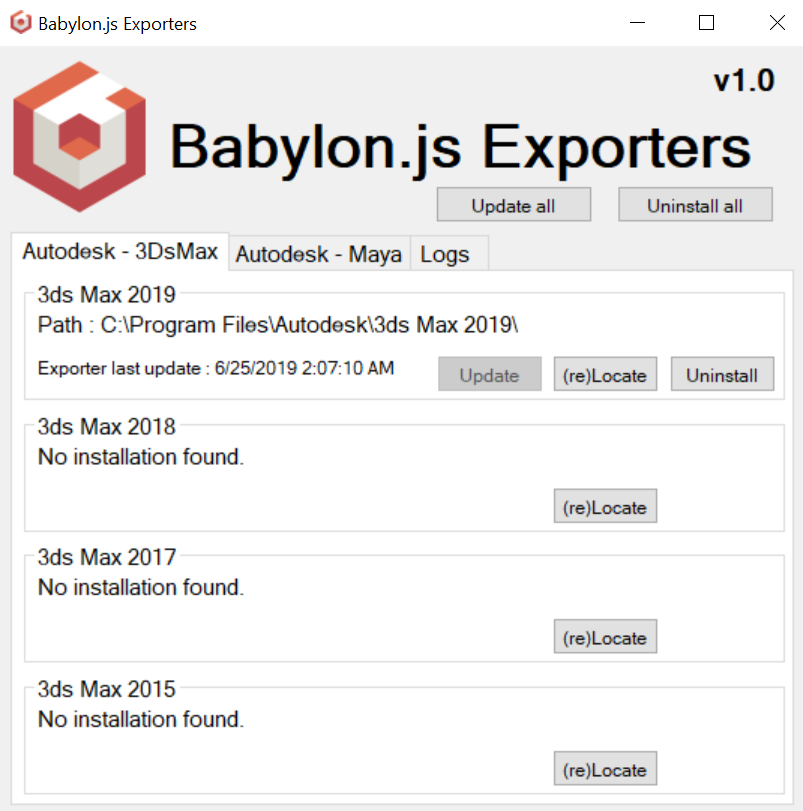 Babylon.js Exporters
v1.0
Babylon.js Exporters
Update all Uninstall all
Autodesk - 3DsMax Autodesk - Maya Logs
3ds Max 2019
Path : C:\Program Files\Autodesk\3ds Max 2019\
Exporter last update : 6/25/2019 2:07:10 AM Update (re)Locate Uninstall
3ds Max 2018
No installation found.
(re)Locate
3ds Max 2017
No installation found.
(re)Locate
3ds Max 2015
No installation found.
(re)Locate